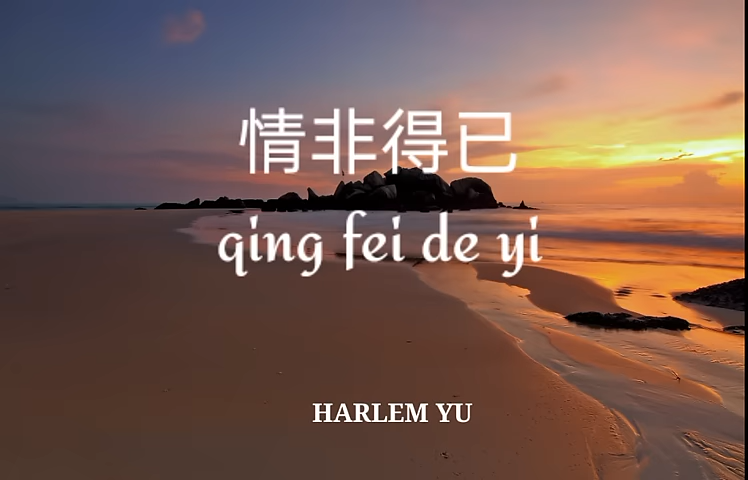 情非得已
qing fei de yi
HARLEM YU